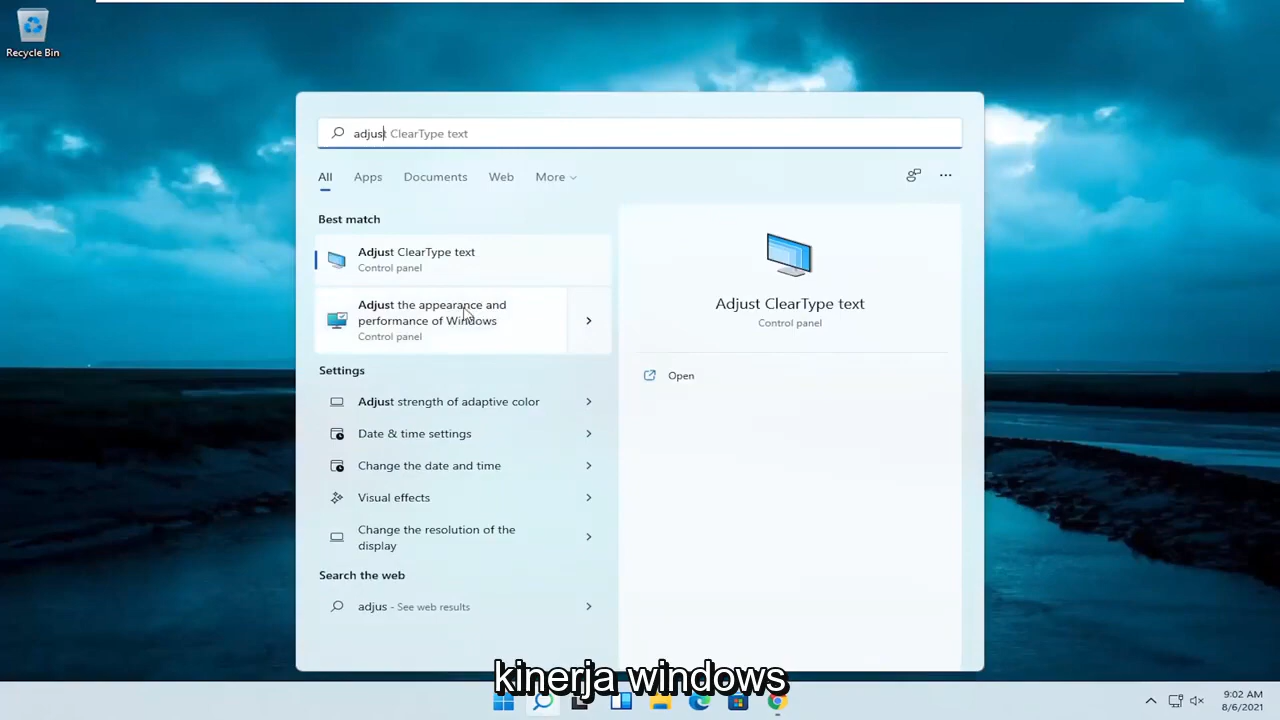 Recycle Bin
adjust ClearType text
All Apps Documents Web More
Best match
Adjust ClearType text
Control panel
Adjust the appearance and
performance of Windows
Control panel
Settings
Adjust strength of adaptive color
Date & time settings
Change the date and time
Visual effects
Change the resolution of the
display
Search the web
adjus - See web results
Adjust ClearType text
Control panel
Open
kinerja windows
9:02 AM
8/6/2021